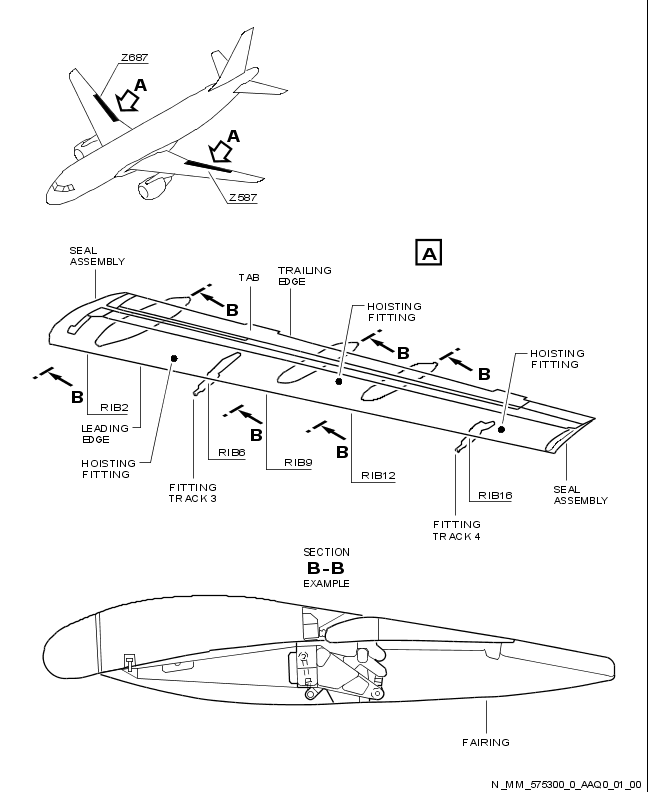 Z687
A
A
Z587
A
SEAL
ASSEMBLY
TAB
TRAILING
EDGE
HOISTING
FITTING
B
B
B
HOISTING
FITTING
B
RIB2
LEADING
EDGE
HOISTING
FITTING
B
RIB6
FITTING
TRACK 3
RIB9
B
RIB12
RIB16
FITTING
TRACK 4
SEAL
ASSEMBLY
SECTION
B-B
EXAMPLE
FAIRING
N_MM_575300_0_AAQ0_01_00